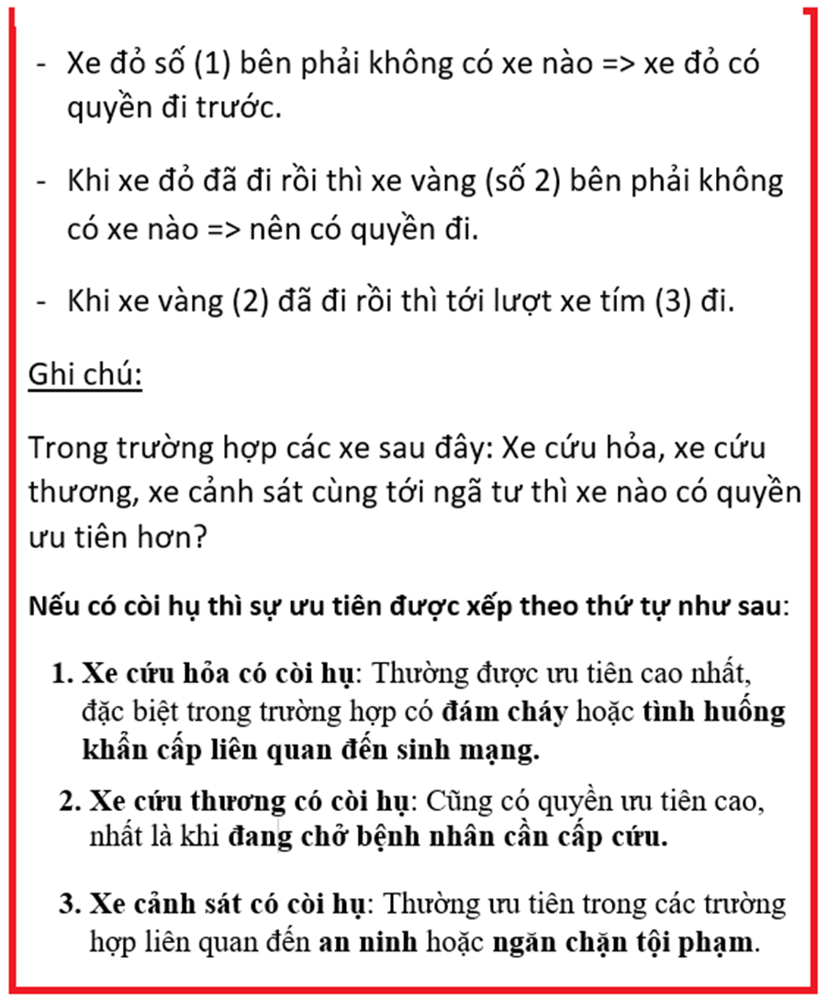 - Xe đỏ số (1) bên phải không có xe nào => xe đỏ có
quyền đi trước.
- Khi xe đỏ đã đi rồi thì xe vàng (số 2) bên phải không
có xe nào => nên có quyền đi.
- Khi xe vàng (2) đã đi rồi thì tới lượt xe tím (3) đi.
Ghi chú:
Trong trường hợp các xe sau đây: Xe cứu hỏa, xe cứu
thương, xe cảnh sát cùng tới ngã tư thì xe nào có quyền
ưu tiên hơn?
Nếu có còi hụ thì sự ưu tiên được xếp theo thứ tự như sau:
1. Xe cứu hỏa có còi hụ: Thường được ưu tiên cao nhất,
đặc biệt trong trường hợp có đám cháy hoặc tình huống
khẩn cấp liên quan đến sinh mạng.
2. Xe cứu thương có còi hụ: Cũng có quyền ưu tiên cao,
nhất là khi đang chở bệnh nhân cần cấp cứu.
3. Xe cảnh sát có còi hụ: Thường ưu tiên trong các trường
hợp liên quan đến an ninh hoặc ngăn chặn tội phạm.